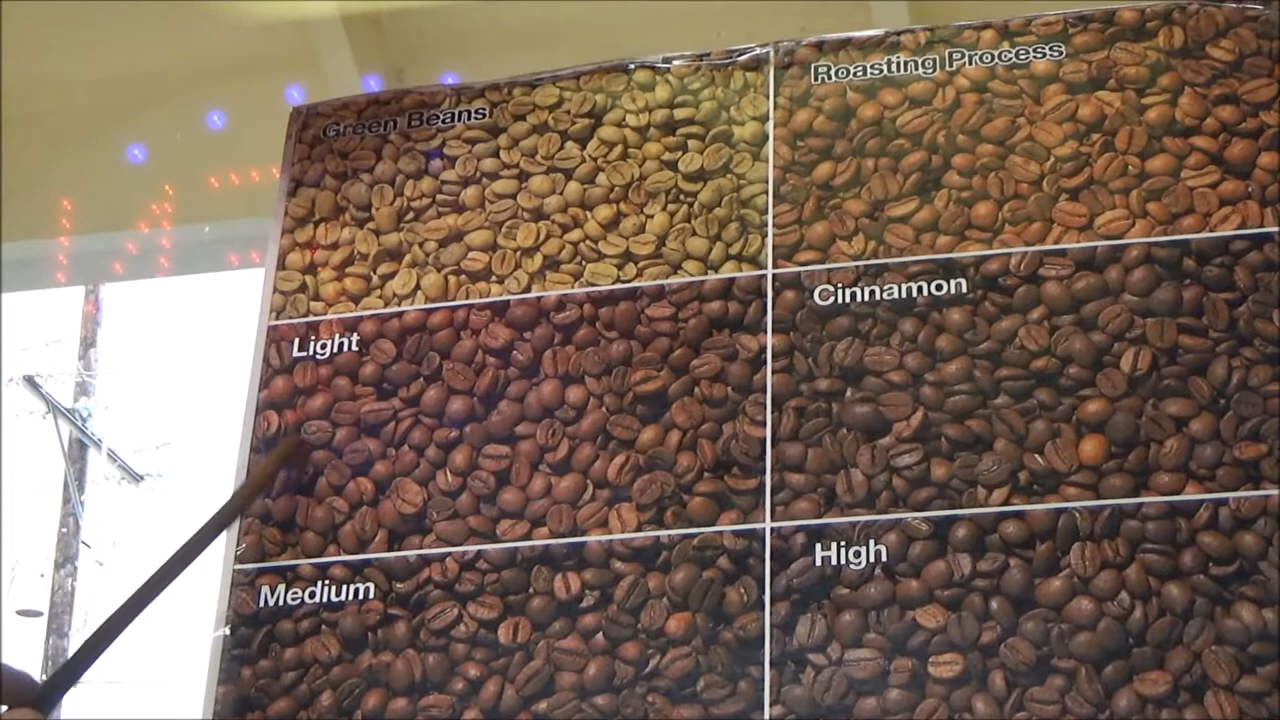 Green Beans
Roasting Process
Light
Cinnamon
Medium
High